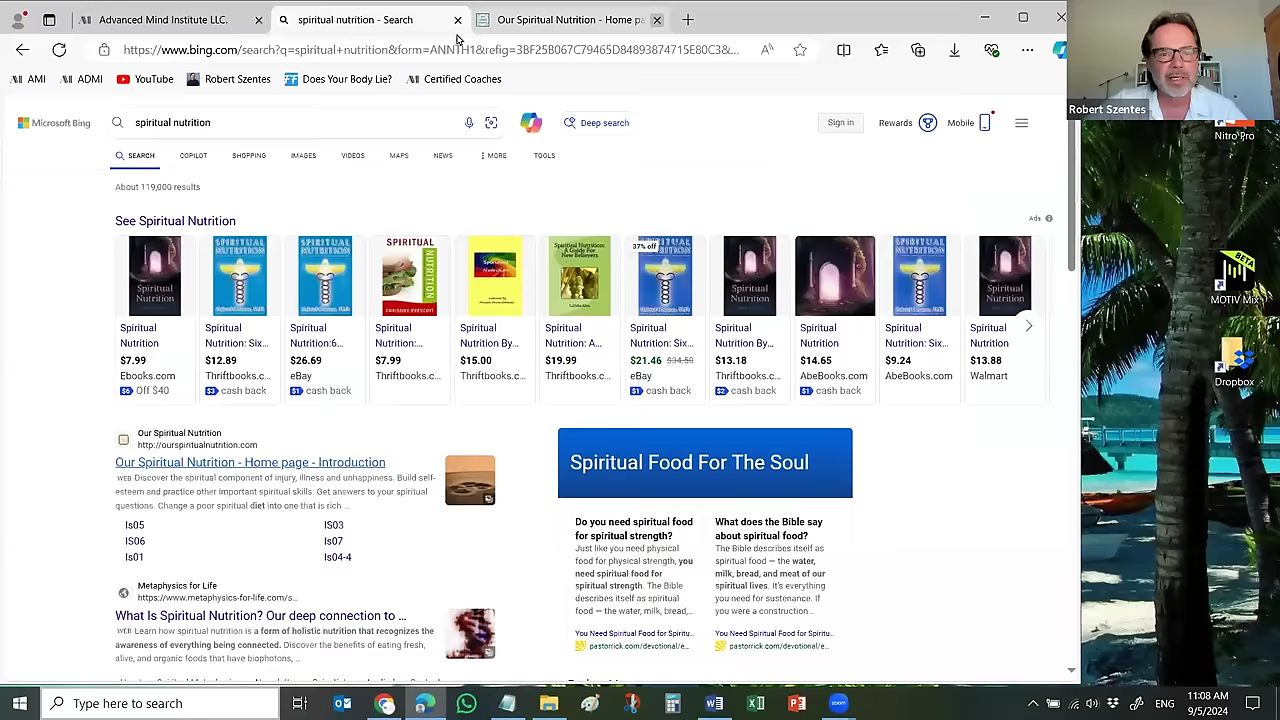 Advanced Mind Institute LLC.
spiritual nutrition - Search
Our Spiritual Nutrition - Home pa
https://www.bing.com/search?q=spiritual+nutrition&form=ANNTH1&refig=3BF25B067C79465D84893874715E80C3&...
AMI
ADMI
YouTube
Robert Szentes
Does Your Body Lie?
Certified Coaches
Robert Szentes
Microsoft Bing
spiritual nutrition
Deep search
Sign in
Rewards
Mobile
SEARCH
COPILOT
SHOPPING
IMAGES
VIDEOS
MAPS
NEWS
MORE
TOOLS
About 119,000 results
See Spiritual Nutrition
Ads
37% off
Spiritual Nutrition
$7.99
Ebooks.com
$6 Off $40
Spiritual Nutrition: Six...
$12.89
Thriftbooks.c...
$3 cash back
Spiritual Nutrition:6...
$26.69
eBay
$1 cash back
Spiritual Nutrition:...
$7.99
Thriftbooks.c...
Spiritual Nutrition By...
$15.00
Thriftbooks.c...
Spiritual Nutrition: A...
$19.99
Thriftbooks.c...
Spiritual Nutrition: Six...
$21.46 $34.50
eBay
$1 cash back
Spiritual Nutrition By...
$13.18
Thriftbooks.c...
$2 cash back
Spiritual Nutrition
$14.65
AbeBooks.com
$1 cash back
Spiritual Nutrition: Six...
$9.24
AbeBooks.com
Spiritual Nutrition
$13.88
Walmart
Our Spiritual Nutrition
http://ourspiritualnutrition.com
Our Spiritual Nutrition - Home page - Introduction
WEB Discover the spiritual component of injury, illness and unhappiness. Build self-
esteem and practice other important spiritual skills. Get answers to your spiritual
questions. Change a poor spiritual diet into one that is rich ...
Is05
IS03
IS06
Is07
Is01
Is04-4
Metaphysics for Life
https://www.metaphysics-for-life.com/s...
What Is Spiritual Nutrition? Our deep connection to ...
WEB Learn how spiritual nutrition is a form of holistic nutrition that recognizes the
awareness of everything being connected. Discover the benefits of eating fresh,
alive, and organic foods that have biophotons, ...
Spiritual Food For The Soul
Do you need spiritual food
for spiritual strength?
Just like you need physical
food for physical strength, you
need spiritual food for
spiritual strength. The Bible
describes itself as spiritual
food — the water, milk, bread,...
You Need Spiritual Food for Spiritu...
pastorrick.com/devotional/e...
What does the Bible say
about spiritual food?
The Bible describes itself as
spiritual food — the water,
milk, bread, and meat of our
spiritual lives. It's everything
you need for sustenance. If
you were a construction...
You Need Spiritual Food for Spiritu...
pastorrick.com/devotional/e...
Nitro Pro
BETA
MOTIV Mix
Dropbox
Type here to search
zoom
ENG
11:08 AM
9/5/2024